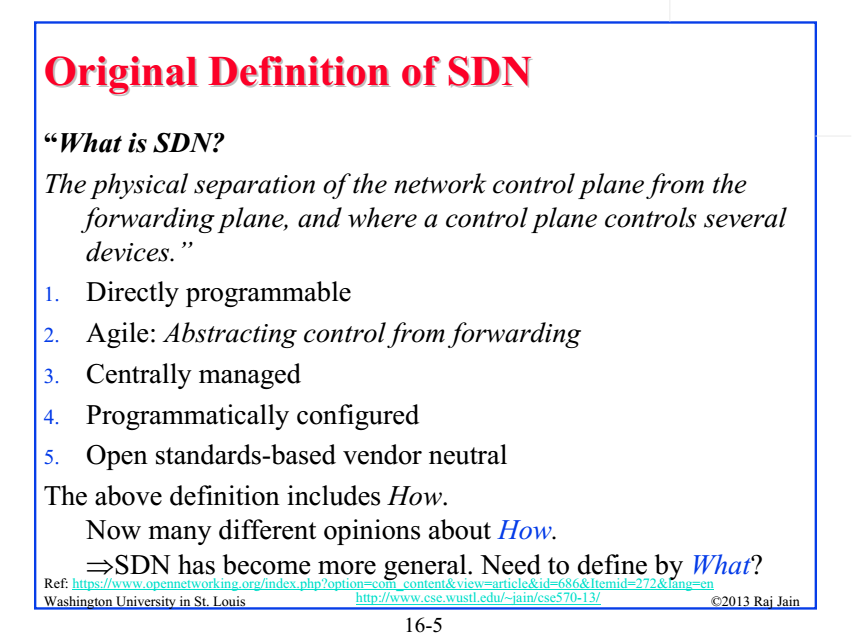 Original Definition of SDN
“What is SDN?
The physical separation of the network control plane from the
forwarding plane, and where a control plane controls several
devices.”
1. Directly programmable
2. Agile: Abstracting control from forwarding
3. Centrally managed
4. Programmatically configured
5. Open standards-based vendor neutral
The above definition includes How.
Now many different opinions about How.
⇒SDN has become more general. Need to define by What?
Ref: https://www.opennetworking.org/index.php?option=com_content&view=article&id=686&Itemid=272&lang=en
Washington University in St. Louis http://www.cse.wustl.edu/~jain/cse570-13/ ©2013 Raj Jain
16-5